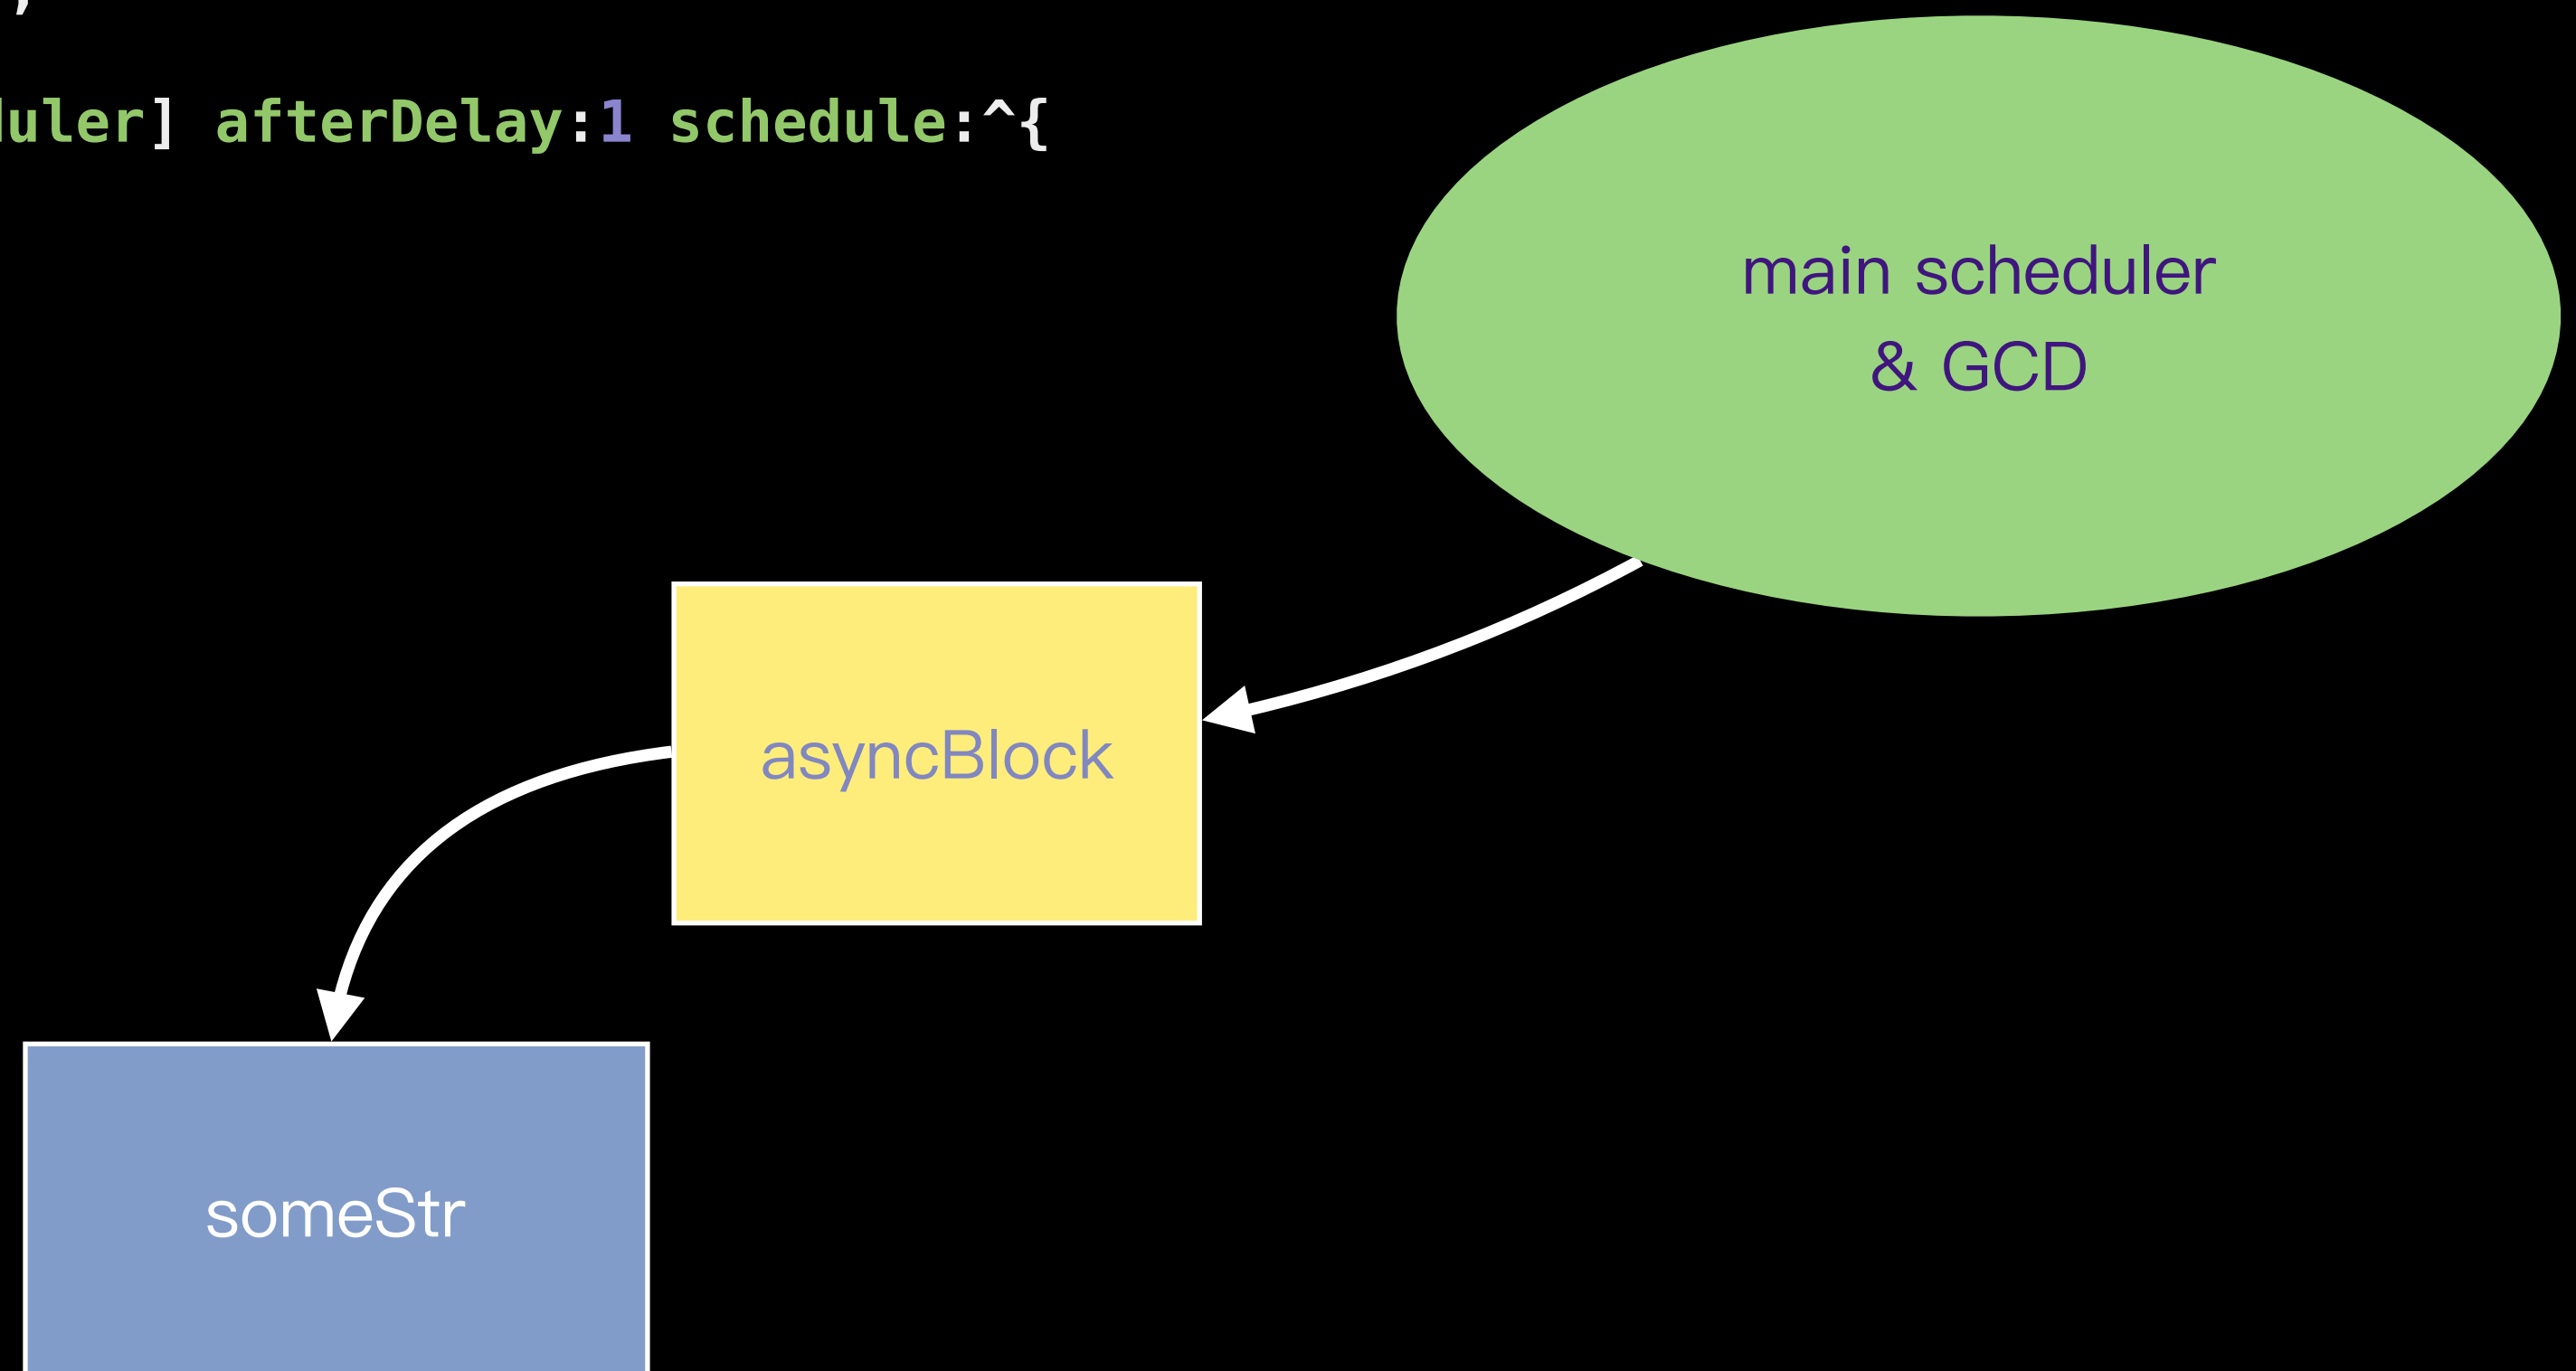 uler] afterDelay:1 schedule:^{
main scheduler
& GCD
asyncBlock
someStr